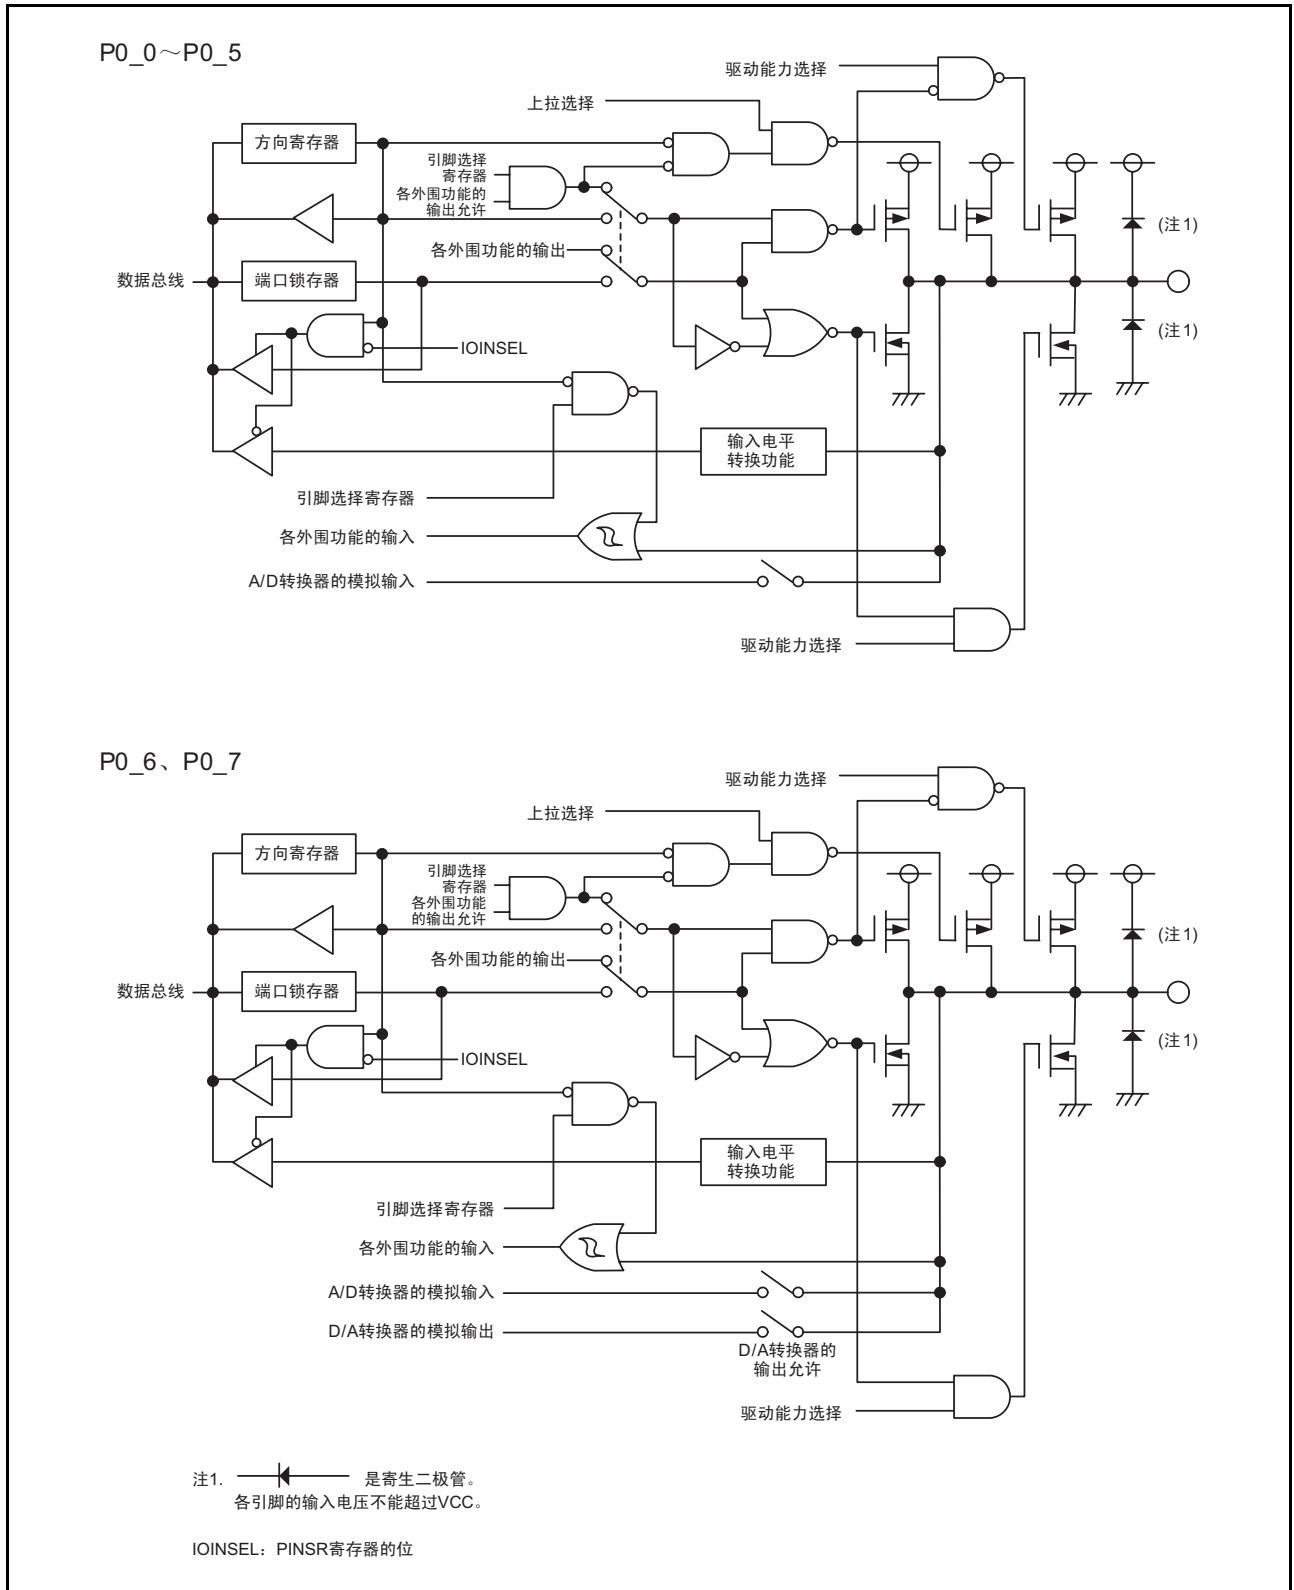 P0_0～P0_5
驱动能力选择
上拉选择
方向寄存器
引脚选择
寄存器
各外围功能的
输出允许
(注1)
各外围功能的输出
数据总线
端口锁存器
(注1)
IOINSEL
输入电平
转换功能
引脚选择寄存器
各外围功能的输入
A/D转换器的模拟输入
驱动能力选择
P0_6、P0_7
驱动能力选择
上拉选择
方向寄存器
引脚选择
寄存器
各外围功能
的输出允许
(注1)
各外围功能的输出
数据总线
端口锁存器
(注1)
IOINSEL
输入电平
转换功能
引脚选择寄存器
各外围功能的输入
A/D转换器的模拟输入
D/A转换器的模拟输出
D/A转换器的
输出允许
驱动能力选择
注1. 是寄生二极管。
各引脚的输入电压不能超过VCC。
IOINSEL：PINSR寄存器的位